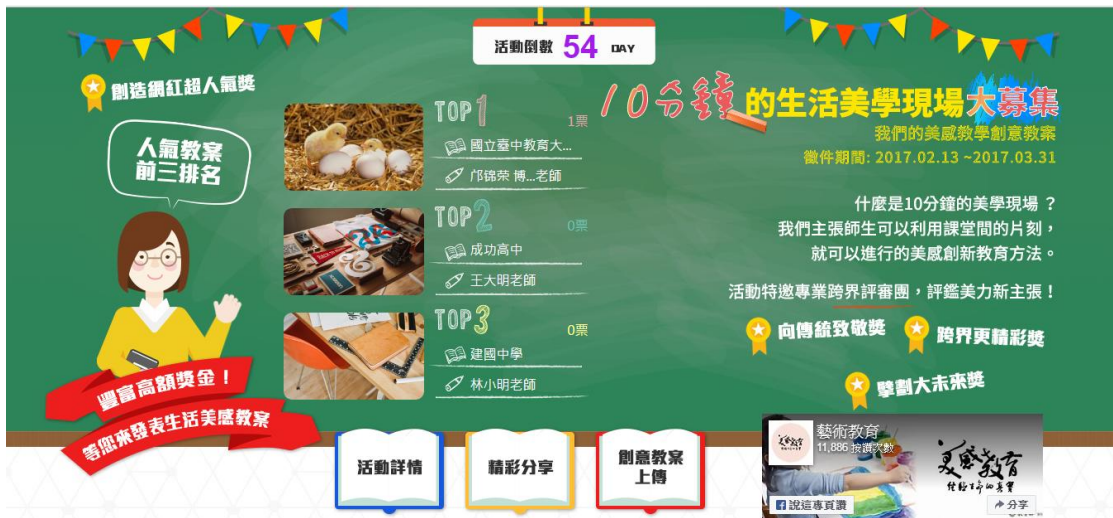 活動倒數 54 DAY
創造網紅超人氣獎
人氣教案
前三排名
TOP1
1票
國立臺中教育大...
邝锦荣 博...老師
TOP2
0票
成功高中
王大明老師
TOP3
0票
建國中學
林小明老師
豐富高額獎金！
等您來發表生活美感教案
10分鐘的生活美學現場大募集
我們的美感教學創意教案
徵件期間: 2017.02.13 ~2017.03.31
什麼是10分鐘的美學現場 ？
我們主張師生可以利用課堂間的片刻，
就可以進行的美感創新教育方法。
活動特邀專業跨界評審團，評鑑美力新主張！
向傳統致敬獎
跨界更精彩獎
擘劃大未來獎
活動詳情
精彩分享
創意教案
上傳
藝術教育
11,886 按讚次數
美感教育
說這專頁讚
分享